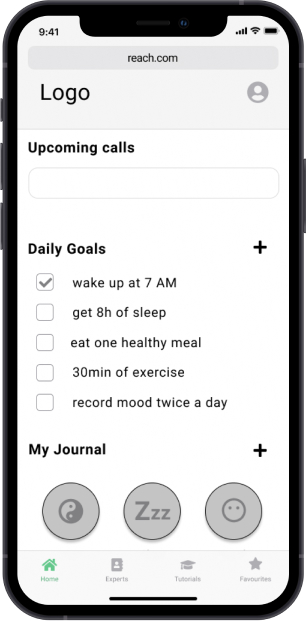 9:41
reach.com
Logo
Upcoming calls
Daily Goals
wake up at 7 AM
get 8h of sleep
eat one healthy meal
30min of exercise
record mood twice a day
My Journal
Zzz
Home Experts Tutorials Favourites